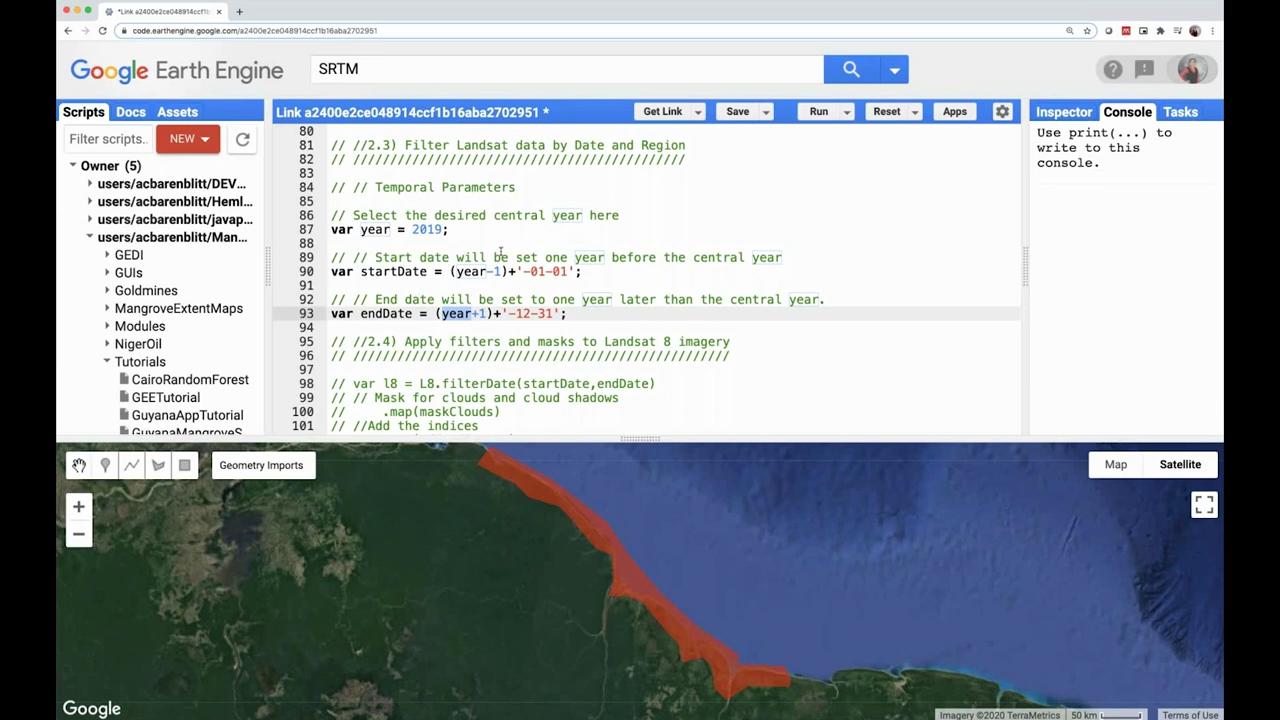 *Link a2400e2ce048914ccf1b
code.earthengine.google.com/a2400e2ce048914ccf1b16aba2702951
Google Earth Engine
SRTM
Scripts Docs Assets
Link a2400e2ce048914ccf1b16aba2702951 *
Get Link Save Run Reset Apps
Inspector Console Tasks
Filter scripts... NEW
Use print(...) to
write to this
console.
Owner (5)
users/acbarenblitt/DEV...
users/acbarenblitt/Heml...
users/acbarenblitt/javap...
users/acbarenblitt/Man...
GEDI
GUIs
Goldmines
MangroveExtentMaps
Modules
NigerOil
Tutorials
CairoRandomForest
GEETutorial
GuyanaAppTutorial
GuyanaMangroveS
80
81 // //2.3) Filter Landsat data by Date and Region
82 // /////////////////////////////////////////////
83
84 // // Temporal Parameters
85
86 // Select the desired central year here
87 var year = 2019;
88
89 // // Start date will be set one year before the central year
90 var startDate = (year-1)+'-01-01';
91
92 // // End date will be set to one year later than the central year.
93 var endDate = (year+1)+'-12-31';
94
95 // //2.4) Apply filters and masks to Landsat 8 imagery
96 // ///////////////////////////////////////////////////
97
98 // var l8 = L8.filterDate(startDate,endDate)
99 // // Mask for clouds and cloud shadows
100 // .map(maskClouds)
101 // //Add the indices
Geometry Imports
Map Satellite
+
−
Google
Imagery ©2020 TerraMetrics 50 km Terms of Use